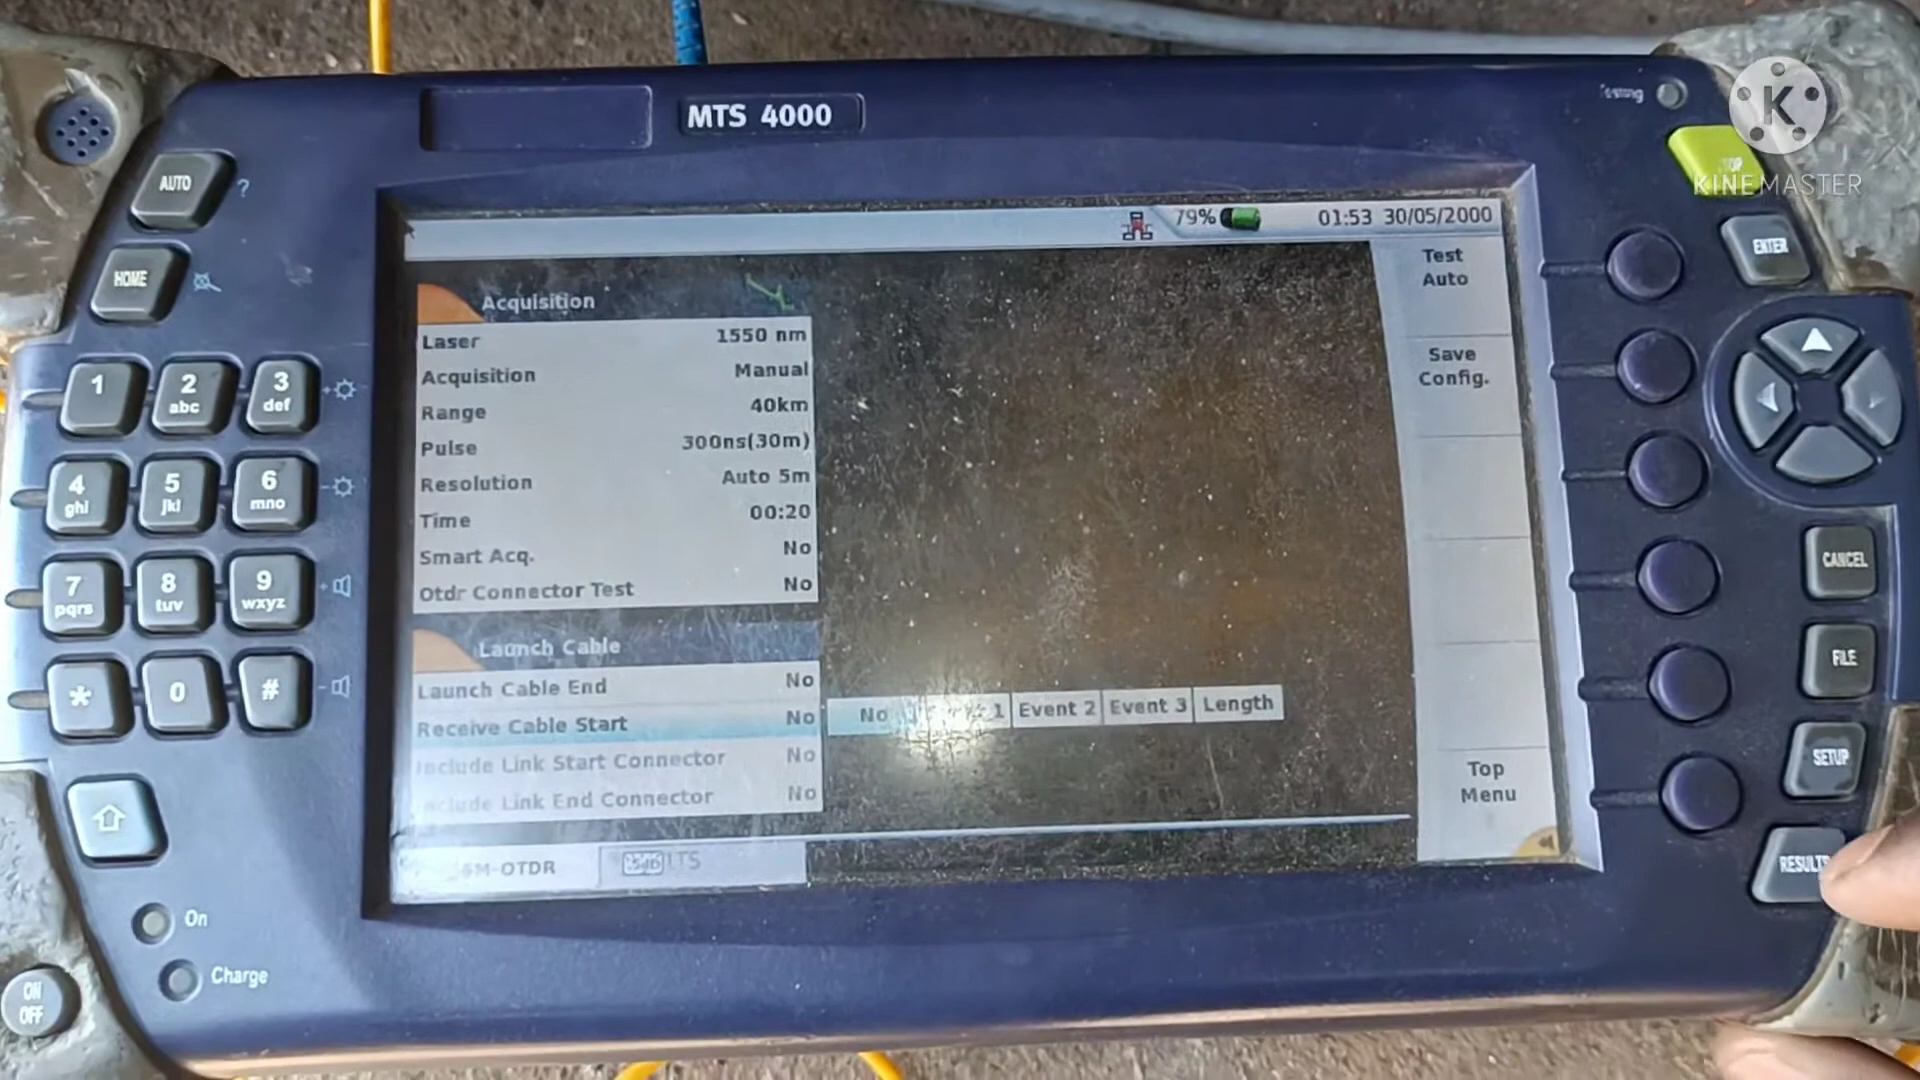 MTS 4000
Testing
K
KINEMASTER
AUTO ?
HOME
1
2 abc
3 def
4 ghi
5 jkl
6 mno
7 pqrs
8 tuv
9 wxyz
*
0
#
On
Charge
ON OFF
79% 01:53 30/05/2000
Acquisition
Laser 1550 nm
Acquisition Manual
Range 40km
Pulse 300ns(30m)
Resolution Auto 5m
Time 00:20
Smart Acq. No
Otdr Connector Test No
Launch Cable
Launch Cable End No
Receive Cable Start No
No 1 Event 2 Event 3 Length
Include Link Start Connector No
Include Link End Connector No
SM-OTDR LTS
Test Auto
Save Config.
Top Menu
ENTER
CANCEL
FILE
SETUP
RESULTS